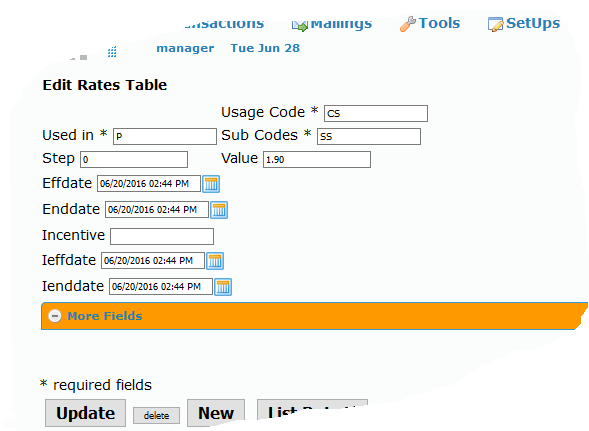 Mailings Tools SetUps
manager Tue Jun 28
Edit Rates Table
Usage Code * CS
Used in * P Sub Codes * SS
Step 0 Value 1.90
Effdate 06/20/2016 02:44 PM
Enddate 06/20/2016 02:44 PM
Incentive
Ieffdate 06/20/2016 02:44 PM
Ienddate 06/20/2016 02:44 PM
More Fields
* required fields
Update delete New List